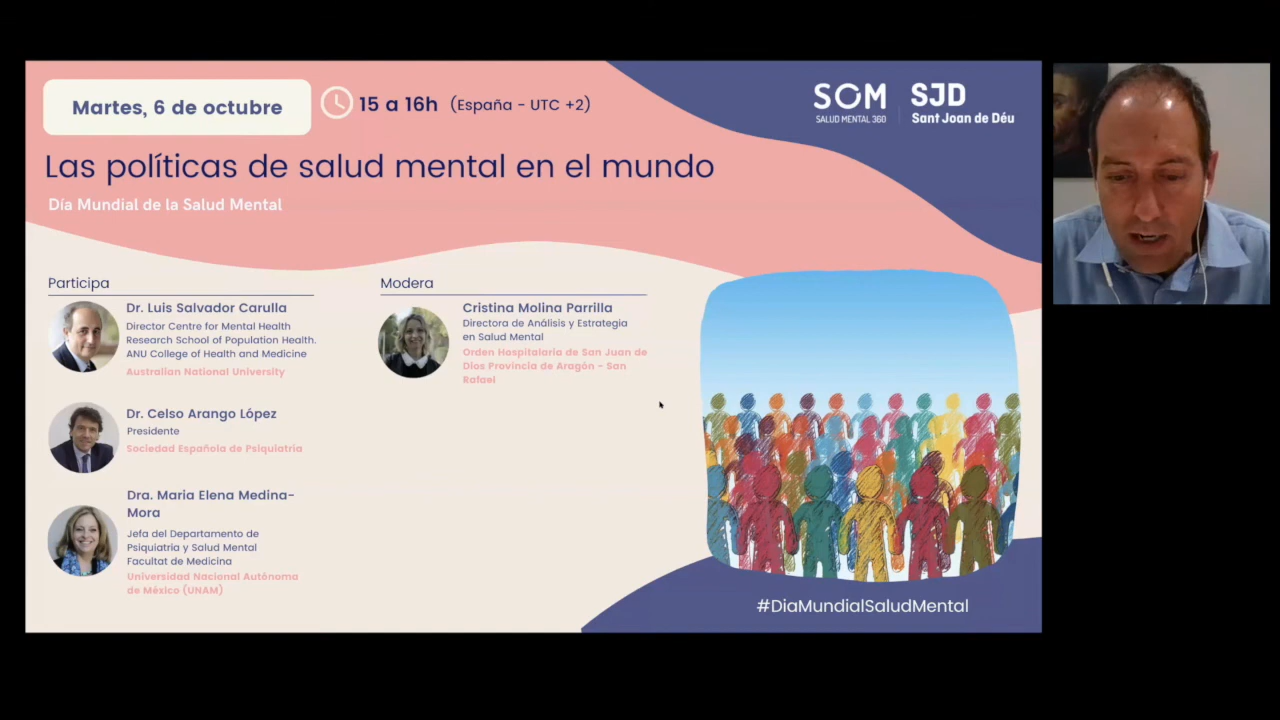 Martes, 6 de octubre
15 a 16h (España - UTC +2)
SOM
SALUD MENTAL 360
SJD
Sant Joan de Déu
Las políticas de salud mental en el mundo
Día Mundial de la Salud Mental
Participa
Dr. Luis Salvador Carulla
Director Centre for Mental Health
Research School of Population Health.
ANU College of Health and Medicine
Australian National University
Dr. Celso Arango López
Presidente
Sociedad Española de Psiquiatría
Dra. Maria Elena Medina-
Mora
Jefa del Departamento de
Psiquiatría y Salud Mental
Facultat de Medicina
Universidad Nacional Autónoma
de México (UNAM)
Modera
Cristina Molina Parrilla
Directora de Análisis y Estrategia
en Salud Mental
Orden Hospitalaria de San Juan de
Dios Provincia de Aragón - San
Rafael
#DiaMundialSaludMental